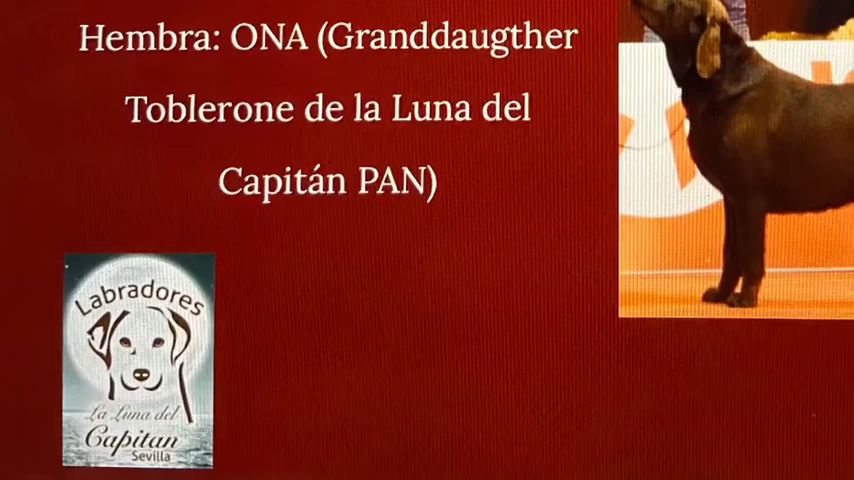 Hembra: ONA (Granddaugther
Toblerone de la Luna del
Capitán PAN)
Labradores
La Luna del
Capitan
Sevilla